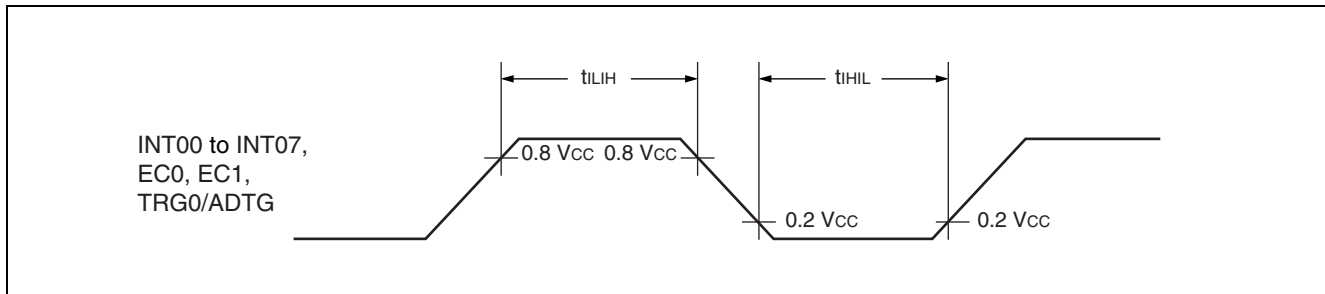 tILIH
tIHIL
INT00 to INT07,
EC0, EC1,
TRG0/ADTG
0.8 VCC 0.8 VCC
0.2 VCC
0.2 VCC